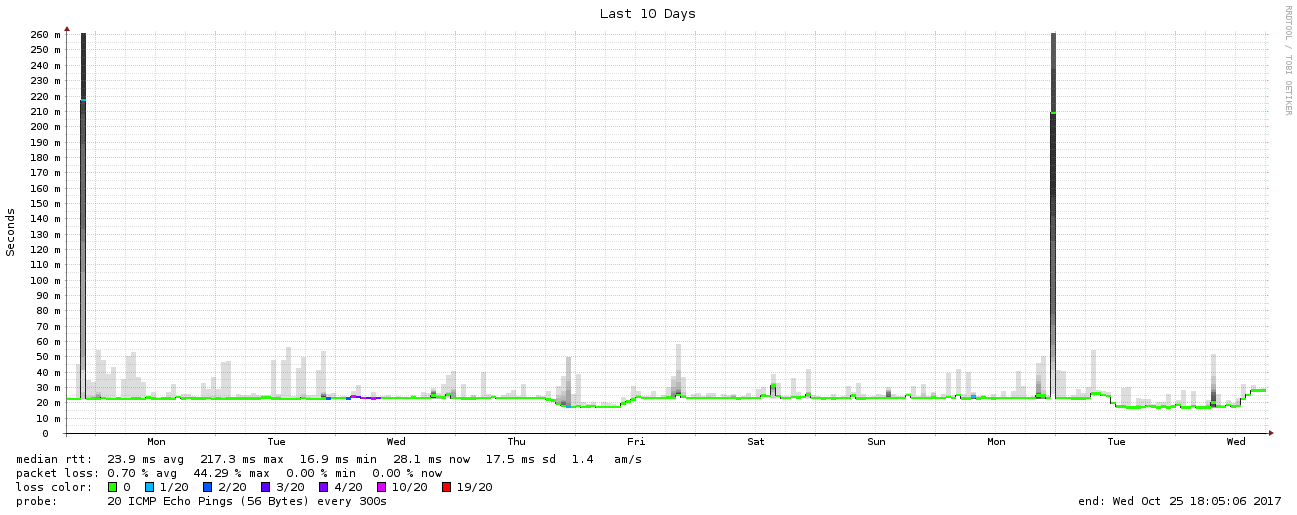 Last 10 Days
RRDTOOL / TOBI OETIKER
Seconds
260 m
250 m
240 m
230 m
220 m
210 m
200 m
190 m
180 m
170 m
160 m
150 m
140 m
130 m
120 m
110 m
100 m
90 m
80 m
70 m
60 m
50 m
40 m
30 m
20 m
10 m
0
Mon Tue Wed Thu Fri Sat Sun Mon Tue Wed
median rtt: 23.9 ms avg 217.3 ms max 16.9 ms min 28.1 ms now 17.5 ms sd 1.4 am/s
packet loss: 0.70 % avg 44.29 % max 0.00 % min 0.00 % now
loss color: 0 1/20 2/20 3/20 4/20 10/20 19/20
probe: 20 ICMP Echo Pings (56 Bytes) every 300s end: Wed Oct 25 18:05:06 2017